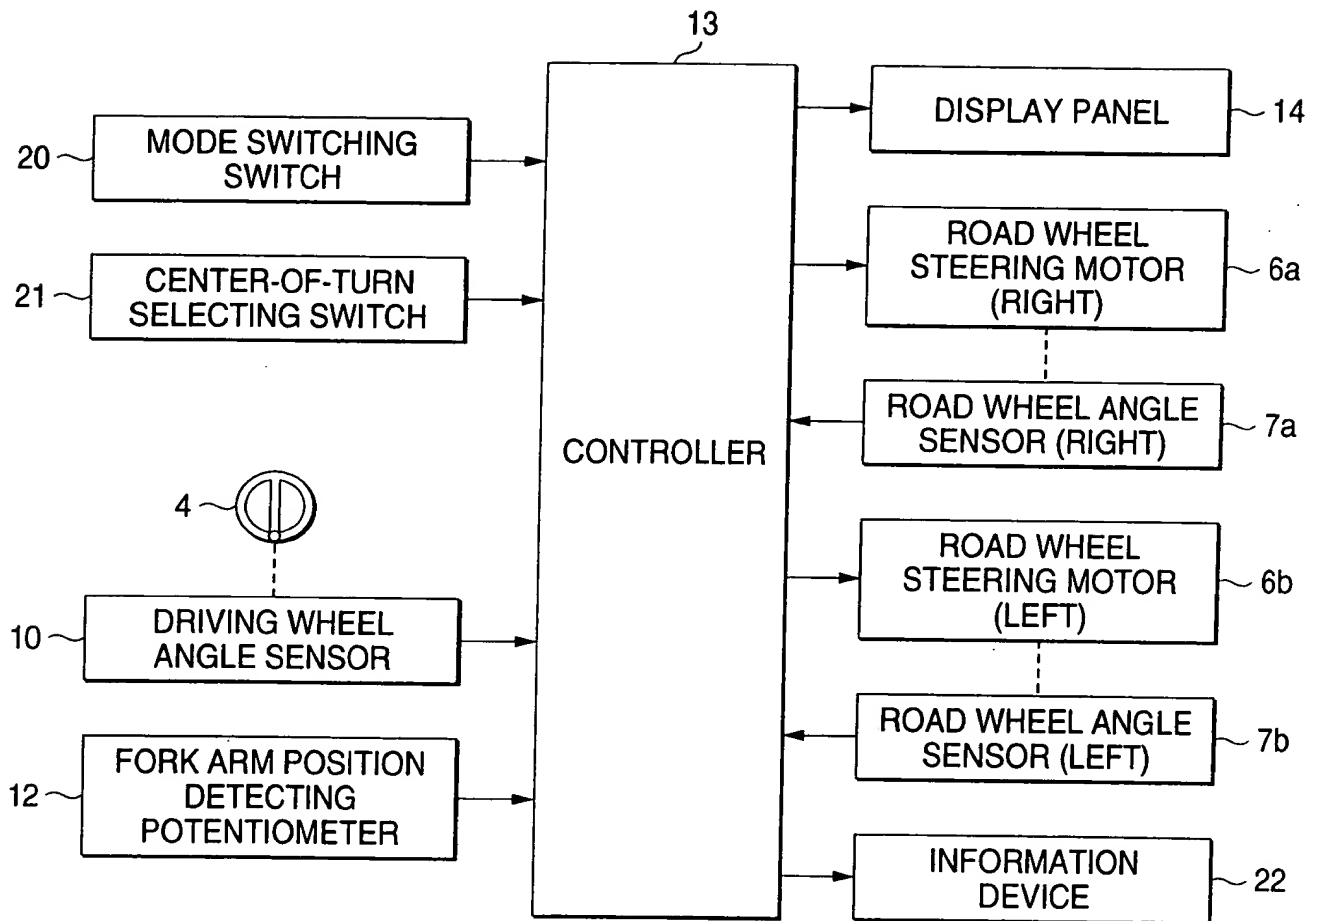 13
20
MODE SWITCHING
SWITCH
21
CENTER-OF-TURN
SELECTING SWITCH
4
10
DRIVING WHEEL
ANGLE SENSOR
12
FORK ARM POSITION
DETECTING
POTENTIOMETER
CONTROLLER
DISPLAY PANEL
14
ROAD WHEEL
STEERING MOTOR
(RIGHT)
6a
ROAD WHEEL ANGLE
SENSOR (RIGHT)
7a
ROAD WHEEL
STEERING MOTOR
(LEFT)
6b
ROAD WHEEL ANGLE
SENSOR (LEFT)
7b
INFORMATION
DEVICE
22